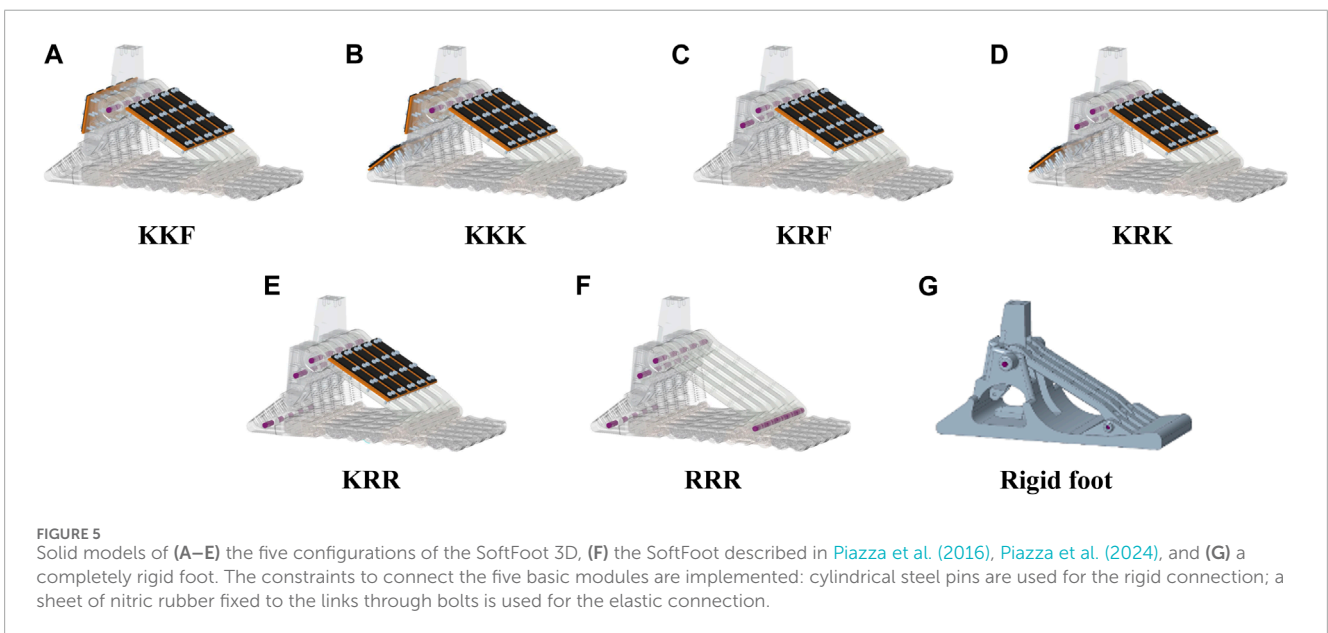 A
B
C
D
KKF
KKK
KRF
KRK
E
F
G
KRR
RRR
Rigid foot
FIGURE 5
Solid models of (A–E) the five configurations of the SoftFoot 3D, (F) the SoftFoot described in Piazza et al. (2016), Piazza et al. (2024), and (G) a
completely rigid foot. The constraints to connect the five basic modules are implemented: cylindrical steel pins are used for the rigid connection; a
sheet of nitric rubber fixed to the links through bolts is used for the elastic connection.